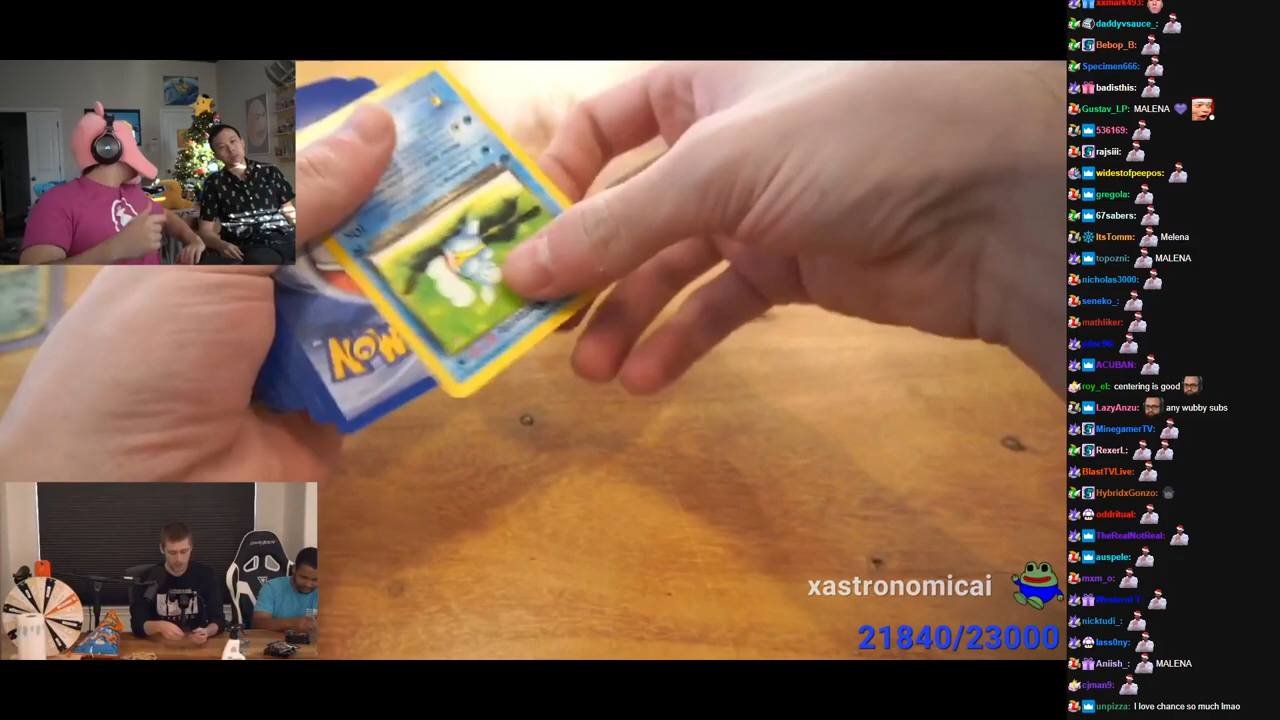 xxmark493:
daddyvsauce_:
Bebop_B:
Specimen666:
badisthis:
Gustav_LP: MALENA
536169:
rajsiii:
widestofpeepos:
gregola:
67sabers:
ItsTomm: Melena
topozni: MALENA
nicholas3000:
seneko_:
mathliker:
ACUBAN:
roy_el: centering is good
LazyAnzu: any wubby subs
MinegamerTV:
RexerL:
BlastTVLive:
HybridxGonzo:
oddritual:
TheRealNotReal:
auspele:
mxm_o:
nicktudi_:
lass0ny:
Aniish_: MALENA
cjman9:
unpizza: I love chance so much lmao
xastronomicai
21840/23000